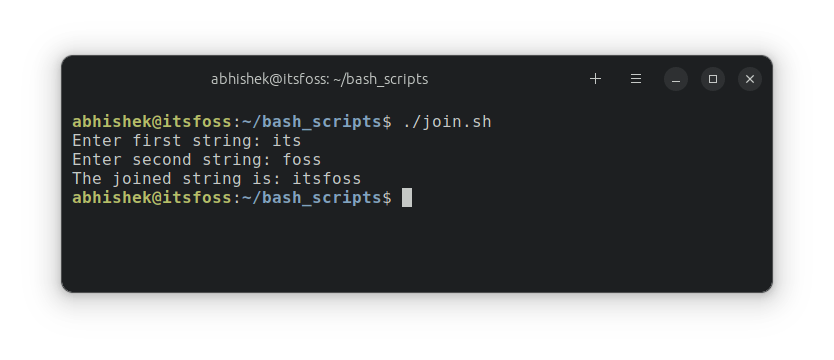 abhishek@itsfoss: ~/bash_scripts
abhishek@itsfoss:~/bash_scripts$ ./join.sh
Enter first string: its
Enter second string: foss
The joined string is: itsfoss
abhishek@itsfoss:~/bash_scripts$